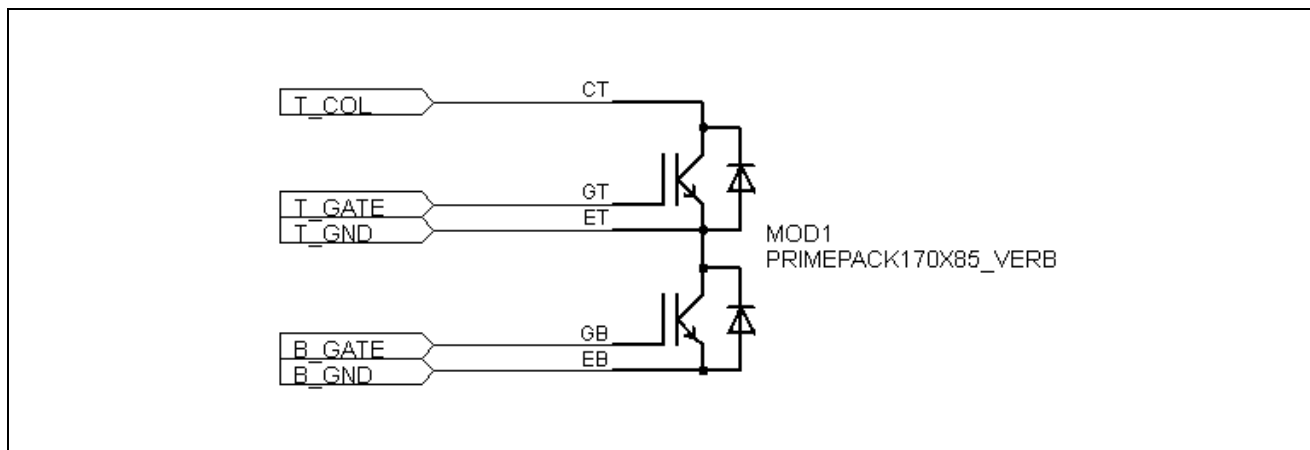 CT
T_COL
GT
T_GATE
ET
T_GND
MOD1
PRIMEPACK170X85_VERB
GB
B_GATE
EB
B_GND